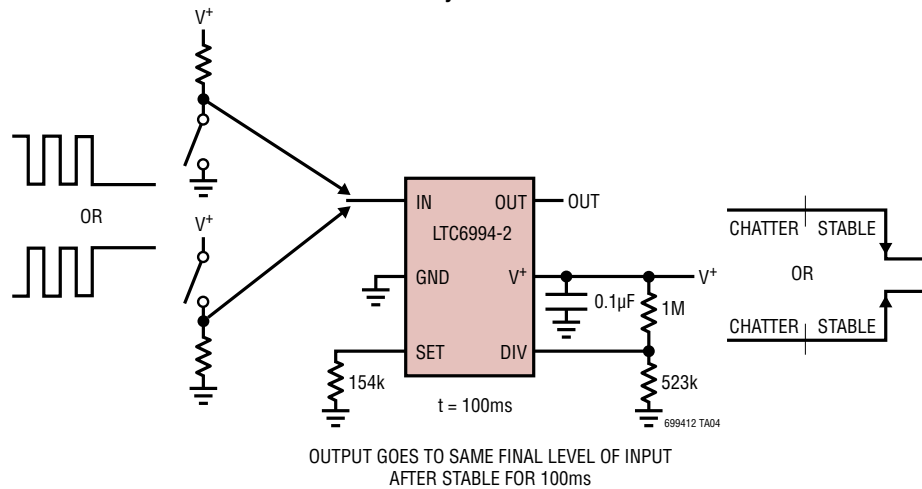 V+
OR
V+
IN
OUT
OUT
LTC6994-2
GND
V+
V+
0.1µF
1M
SET
DIV
154k
523k
t = 100ms
699412 TA04
CHATTER STABLE
OR
CHATTER STABLE
OUTPUT GOES TO SAME FINAL LEVEL OF INPUT
AFTER STABLE FOR 100ms